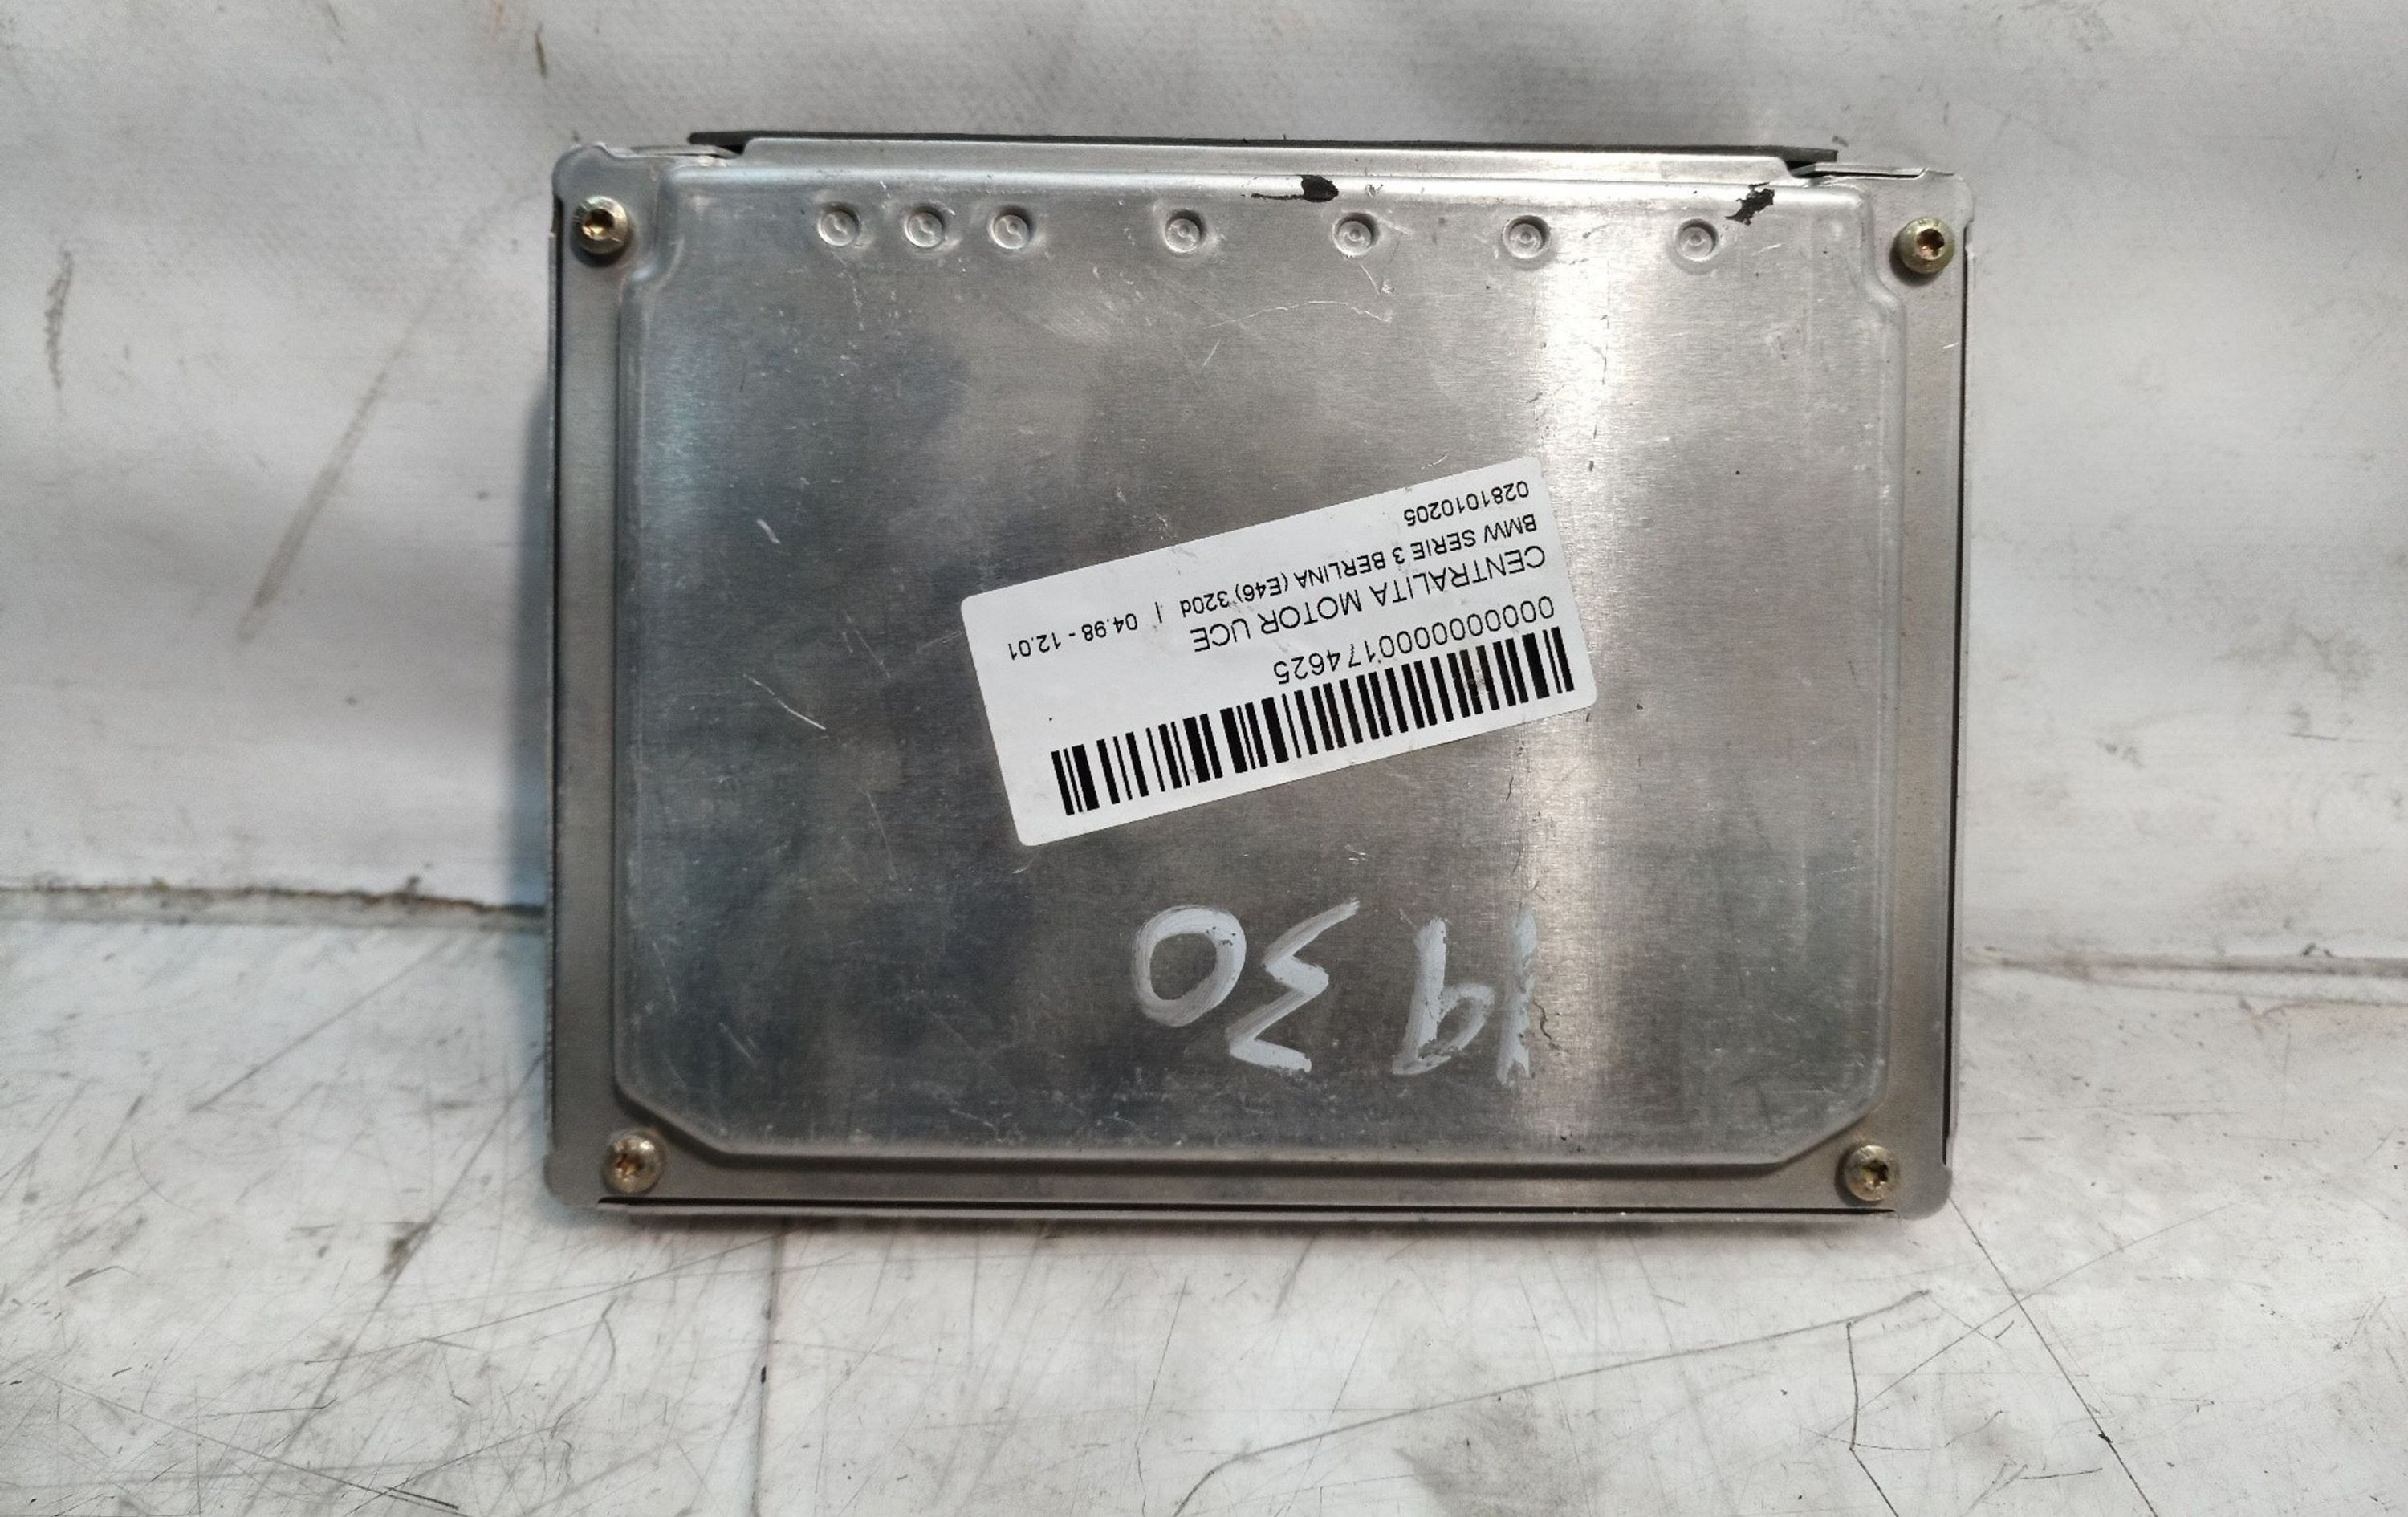 0000000000174625
CENTRALITA MOTOR UCE
BMW SERIE 3 BERLINA (E46) 320d | 04.98 - 12.01
0281010205
1930